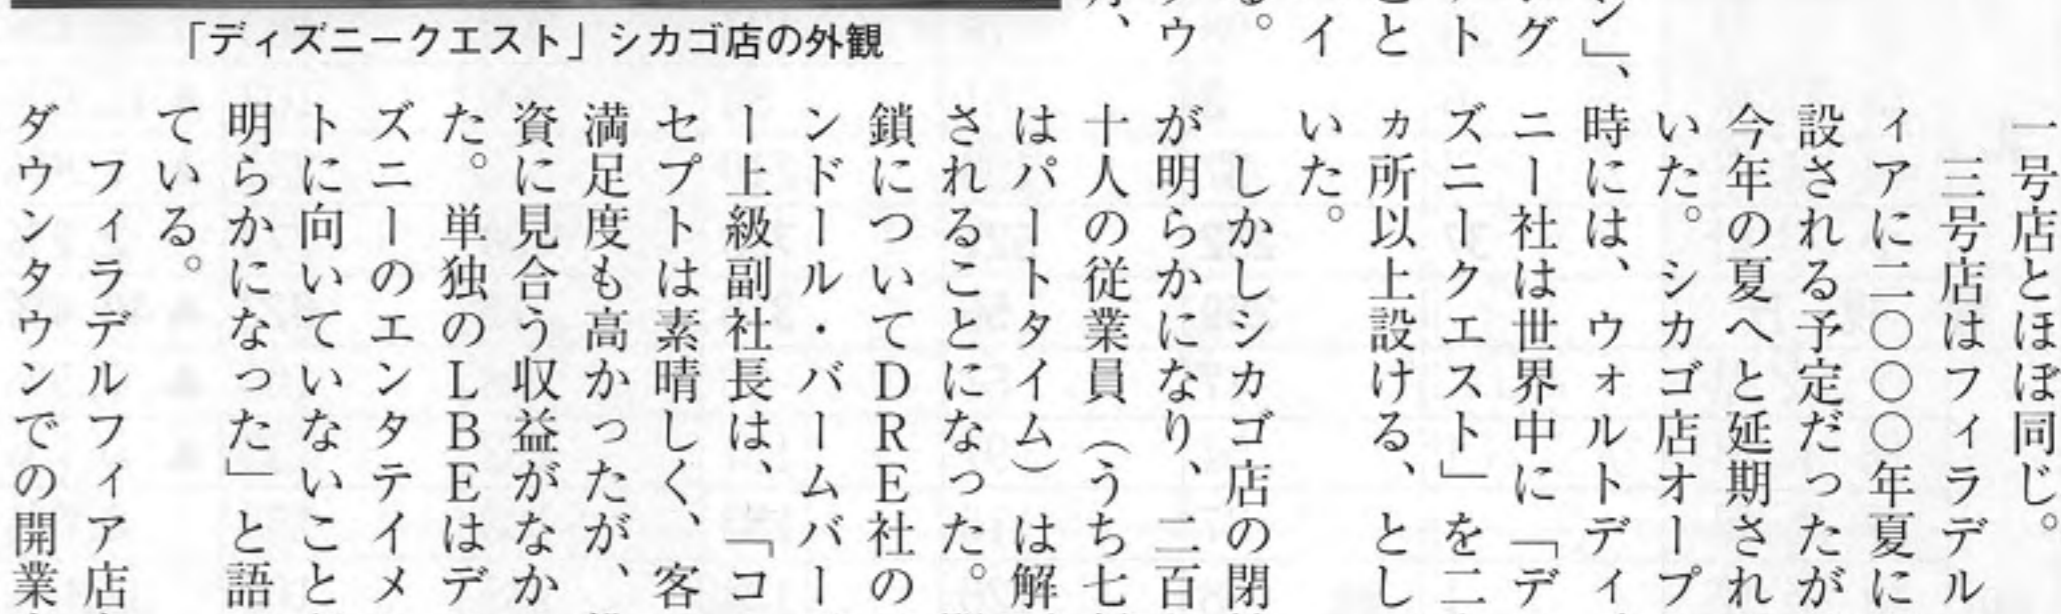 ン」、
グ
ト
と
イ
。
ウ
、
「ディズニークエスト」シカゴ店の外観
一号店とほぼ同じ。
三号店はフィラデル
ィアに二〇〇〇年夏に
設される予定だったが
今年の夏へと延期され
いた。シカゴ店オープ
時には、ウォルトディ
ニー社は世界中に「デ
ズニークエスト」を二
ヵ所以上設ける、とし
いた。
しかしシカゴ店の閉
が明らかになり、二百
十人の従業員（うち七
はパートタイム）は解
されることになった。
鎖についてDRE社の
ンドール・バームバー
ー上級副社長は、「コ
セプトは素晴しく、客
満足度も高かったが、
資に見合う収益がなか
た。単独のLBEはデ
ズニーのエンタテイメ
トに向いていないこと
明らかになった」と語
ている。
フィラデルフィア店
ダウンタウンでの開業